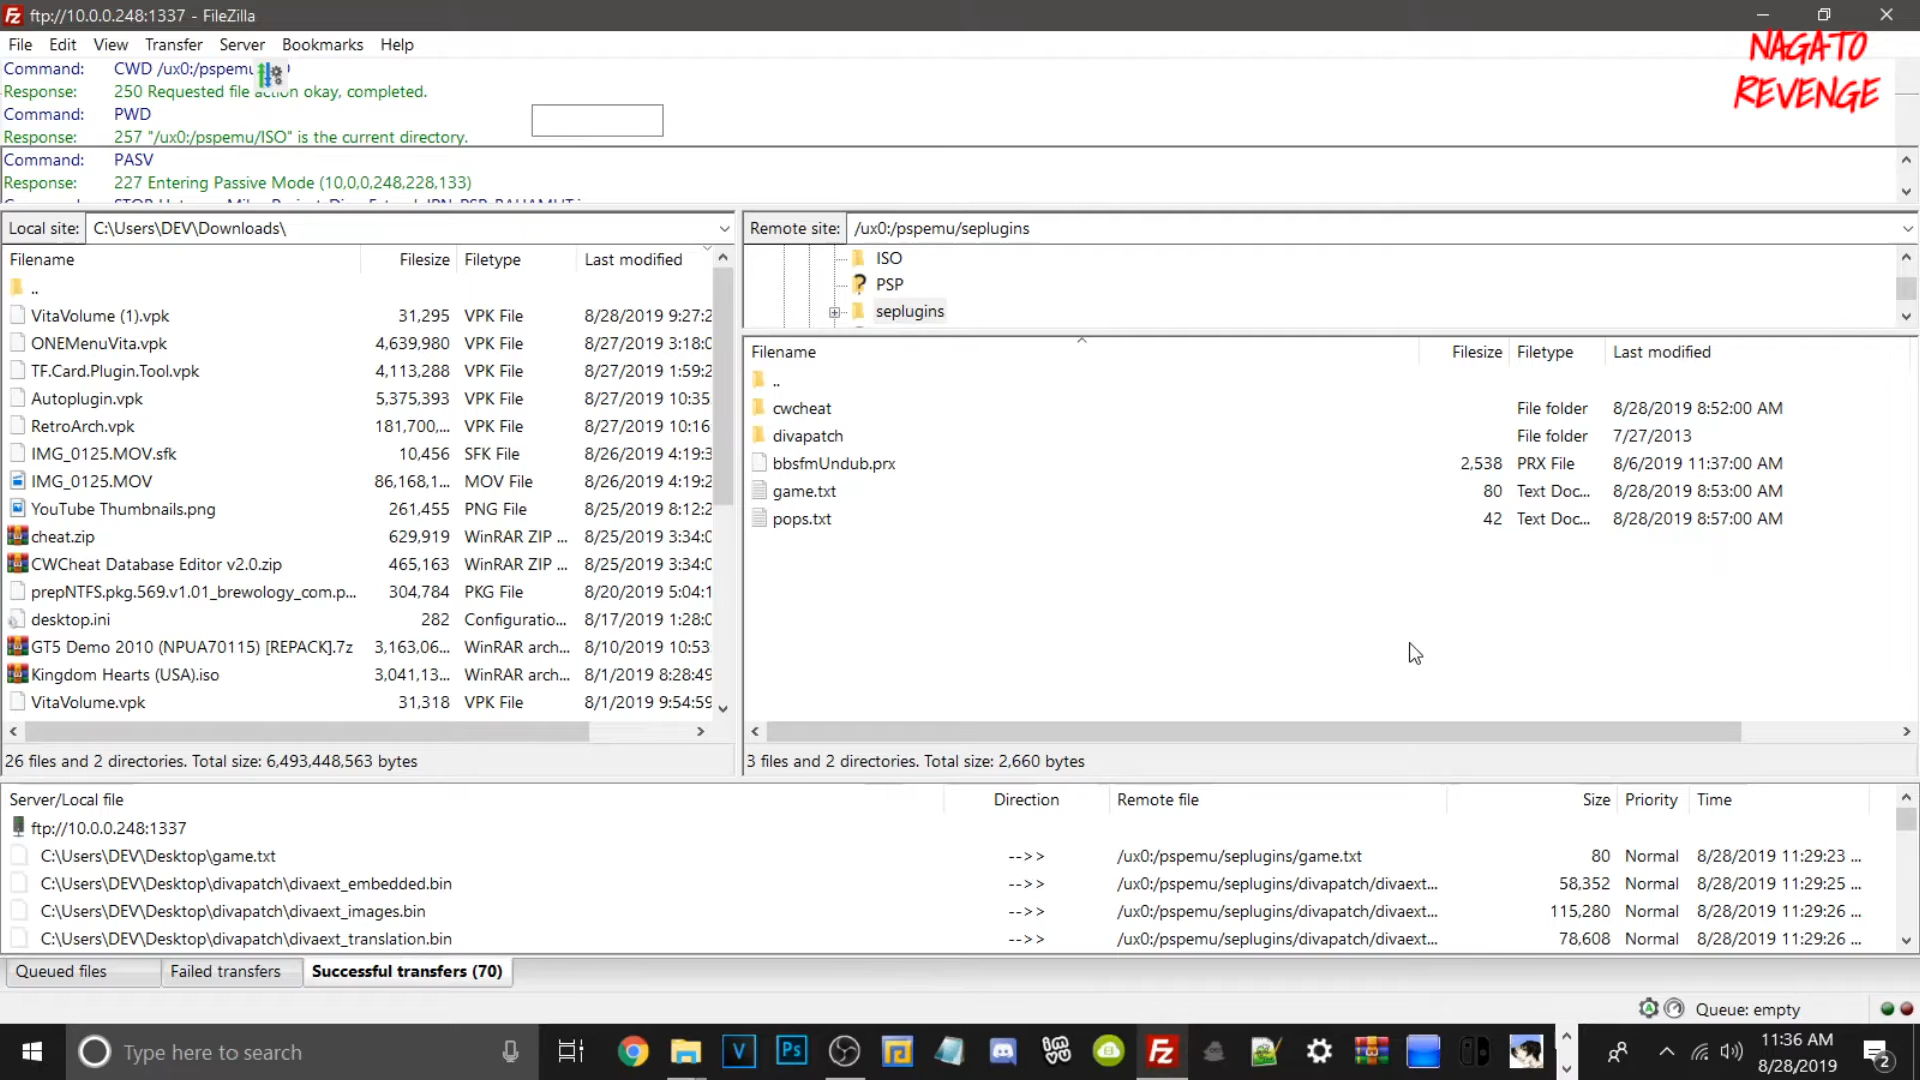 ftp://10.0.0.248:1337 - FileZilla
File Edit View Transfer Server Bookmarks Help
NAGATO
REVENGE
Command: CWD /ux0:/pspemu
Response: 250 Requested file action okay, completed.
Command: PWD
Response: 257 "/ux0:/pspemu/ISO" is the current directory.
Command: PASV
Response: 227 Entering Passive Mode (10,0,0,248,228,133)
Local site: C:\Users\DEV\Downloads\
Remote site: /ux0:/pspemu/seplugins
ISO
PSP
seplugins
Filename Filesize Filetype Last modified
..
VitaVolume (1).vpk 31,295 VPK File 8/28/2019 9:27:2
ONEMenuVita.vpk 4,639,980 VPK File 8/27/2019 3:18:0
TF.Card.Plugin.Tool.vpk 4,113,288 VPK File 8/27/2019 1:59:2
Autoplugin.vpk 5,375,393 VPK File 8/27/2019 10:35
RetroArch.vpk 181,700,... VPK File 8/27/2019 10:16
IMG_0125.MOV.sfk 10,456 SFK File 8/26/2019 4:19:3
IMG_0125.MOV 86,168,1... MOV File 8/26/2019 4:19:2
YouTube Thumbnails.png 261,455 PNG File 8/25/2019 8:12:2
cheat.zip 629,919 WinRAR ZIP ... 8/25/2019 3:34:0
CWCheat Database Editor v2.0.zip 465,163 WinRAR ZIP ... 8/25/2019 3:34:0
prepNTFS.pkg.569.v1.01_brewology_com.p... 304,784 PKG File 8/20/2019 5:04:1
desktop.ini 282 Configuratio... 8/17/2019 1:28:0
GT5 Demo 2010 (NPUA70115) [REPACK].7z 3,163,06... WinRAR arch... 8/10/2019 10:53
Kingdom Hearts (USA).iso 3,041,13... WinRAR arch... 8/1/2019 8:28:49
VitaVolume.vpk 31,318 VPK File 8/1/2019 9:54:59
26 files and 2 directories. Total size: 6,493,448,563 bytes
Filename Filesize Filetype Last modified
..
cwcheat File folder 8/28/2019 8:52:00 AM
divapatch File folder 7/27/2013
bbsfmUndub.prx 2,538 PRX File 8/6/2019 11:37:00 AM
game.txt 80 Text Doc... 8/28/2019 8:53:00 AM
pops.txt 42 Text Doc... 8/28/2019 8:57:00 AM
3 files and 2 directories. Total size: 2,660 bytes
Server/Local file Direction Remote file Size Priority Time
ftp://10.0.0.248:1337
C:\Users\DEV\Desktop\game.txt -->> /ux0:/pspemu/seplugins/game.txt 80 Normal 8/28/2019 11:29:23 ...
C:\Users\DEV\Desktop\divapatch\divaext_embedded.bin -->> /ux0:/pspemu/seplugins/divapatch/divaext... 58,352 Normal 8/28/2019 11:29:25 ...
C:\Users\DEV\Desktop\divapatch\divaext_images.bin -->> /ux0:/pspemu/seplugins/divapatch/divaext... 115,280 Normal 8/28/2019 11:29:26 ...
C:\Users\DEV\Desktop\divapatch\divaext_translation.bin -->> /ux0:/pspemu/seplugins/divapatch/divaext... 78,608 Normal 8/28/2019 11:29:26 ...
Queued files Failed transfers Successful transfers (70)
Queue: empty
Type here to search
11:36 AM
8/28/2019
2